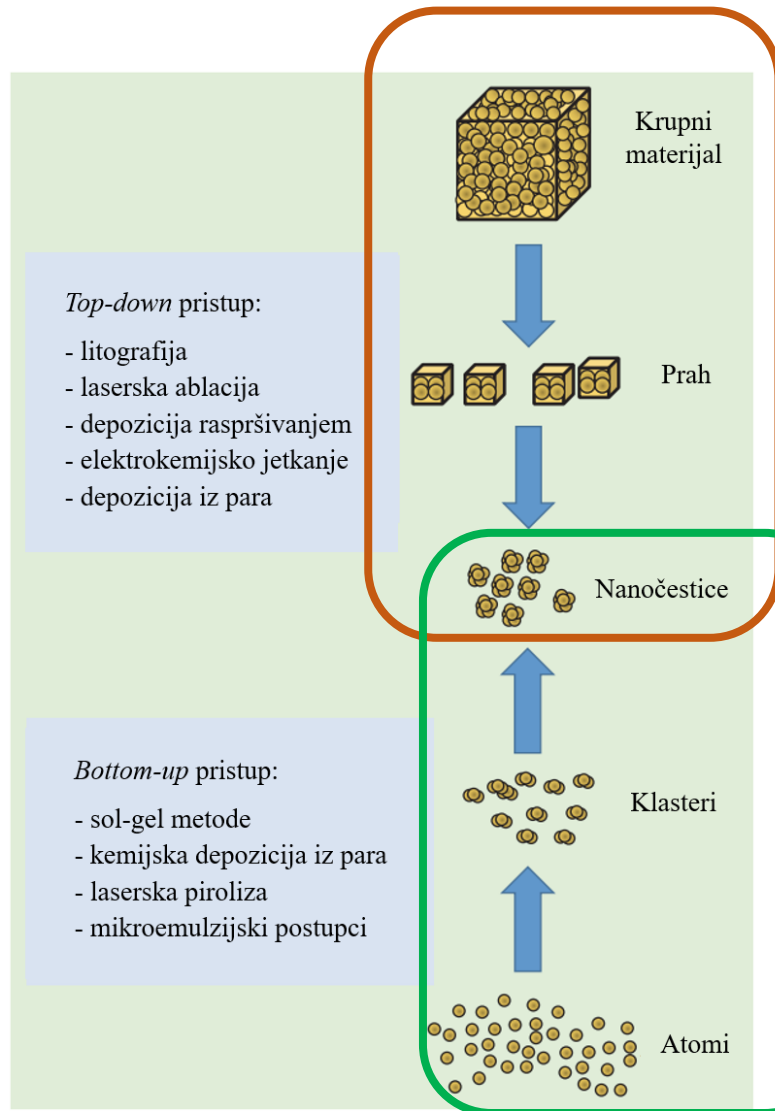 Krupni
materijal
Top-down pristup:
- litografija
- laserska ablacija
- depozicija raspršivanjem
- elektrokemijsko jetkanje
- depozicija iz para
Prah
Nanočestice
Bottom-up pristup:
- sol-gel metode
- kemijska depozicija iz para
- laserska piroliza
- mikroemulzijski postupci
Klasteri
Atomi